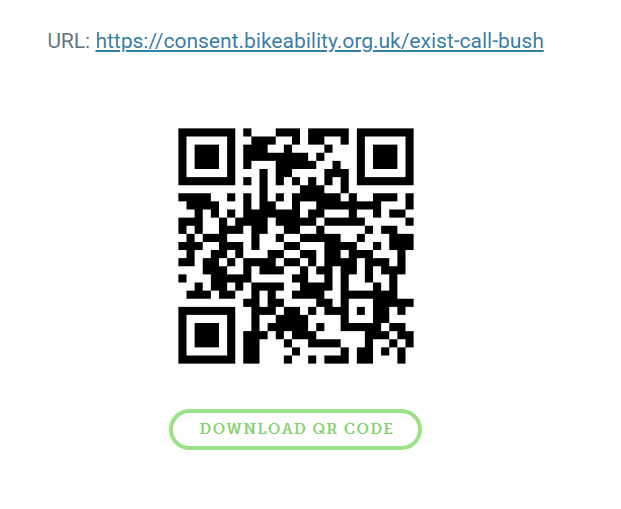 URL: https://consent.bikeability.org.uk/exist-call-bush
DOWNLOAD QR CODE